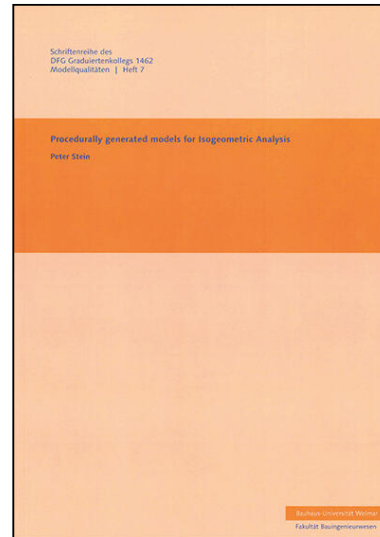 Schriftenreihe des
DFG Graduiertenkollegs 1462
Modellqualitäten | Heft 7
Procedurally generated models for Isogeometric Analysis
Peter Stein
Bauhaus-Universität Weimar
Fakultät Bauingenieurwesen